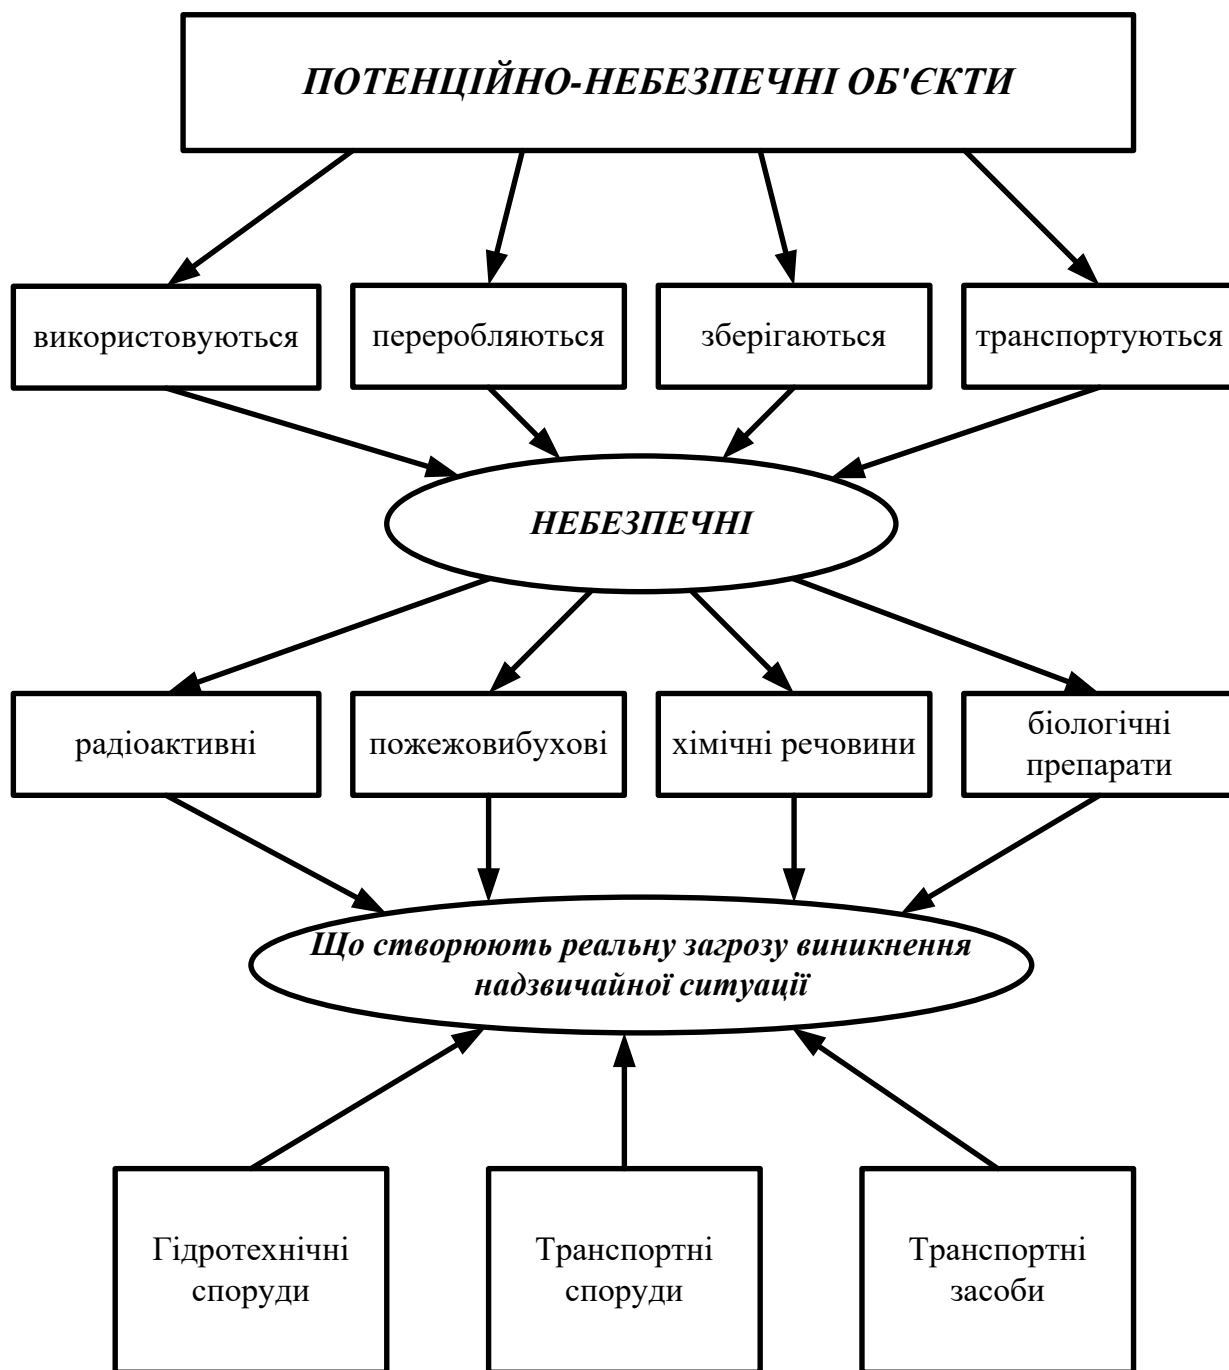 ПОТЕНЦІЙНО-НЕБЕЗПЕЧНІ ОБ'ЄКТИ
використовуються
переробляються
зберігаються
транспортуються
НЕБЕЗПЕЧНІ
радіоактивні
пожежовибухові
хімічні речовини
біологічні
препарати
Що створюють реальну загрозу виникнення
надзвичайної ситуації
Гідротехнічні
споруди
Транспортні
споруди
Транспортні
засоби